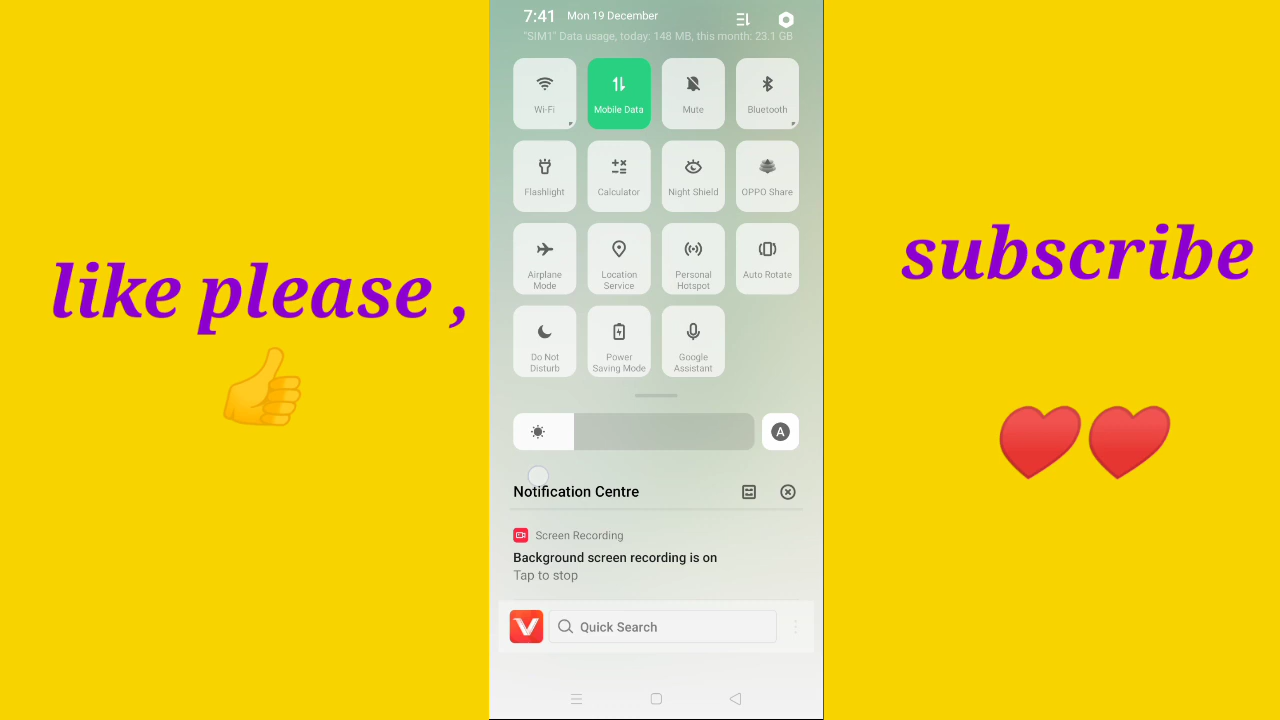 7:41 Mon 19 December
"SIM1" Data usage, today: 148 MB, this month: 23.1 GB
Wi-Fi
Mobile Data
Mute
Bluetooth
Flashlight
Calculator
Night Shield
OPPO Share
Airplane
Mode
Location
Service
Personal
Hotspot
Auto Rotate
Do Not
Disturb
Power
Saving Mode
Google
Assistant
A
Notification Centre
Screen Recording
Background screen recording is on
Tap to stop
Quick Search
like please ,
subscribe